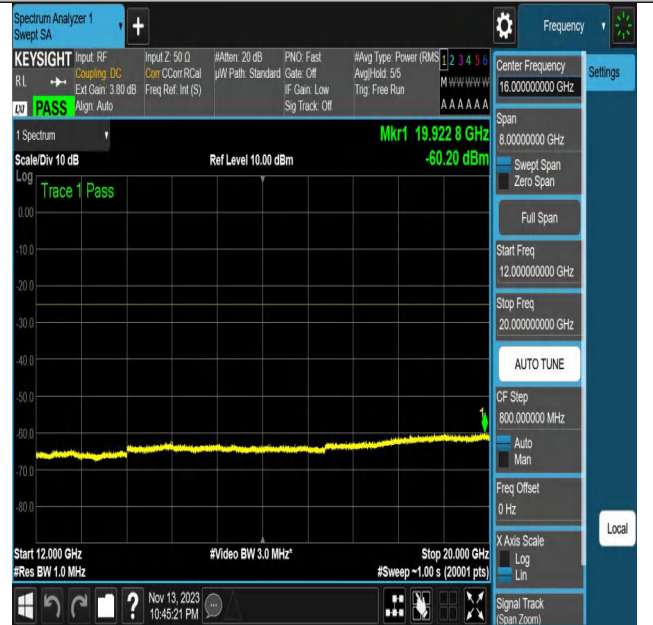 Spectrum Analyzer 1
Swept SA
+
Frequency
KEYSIGHT
RL
LXI
PASS
Input: RF
Coupling: DC
Ext Gain: 3.80 dB
Align: Auto
Input Z: 50 Ω
Corr CCorr RCal
Freq Ref: Int (S)
#Atten: 20 dB
µW Path: Standard
PNO: Fast
Gate: Off
IF Gain: Low
Sig Track: Off
#Avg Type: Power (RMS
Avg|Hold: 5/5
Trig: Free Run
1 2 3 4 5 6
M W W W W W
A A A A A A
1 Spectrum
Scale/Div 10 dB
Log
Ref Level 10.00 dBm
Mkr1 19.922 8 GHz
-60.20 dBm
Trace 1 Pass
0.00
-10.0
-20.0
-30.0
-40.0
-50.0
-60.0
-70.0
-80.0
1
Start 12.000 GHz
#Res BW 1.0 MHz
#Video BW 3.0 MHz*
Stop 20.000 GHz
#Sweep ~1.00 s (20001 pts)
Center Frequency
16.000000000 GHz
Settings
Span
8.00000000 GHz
Swept Span
Zero Span
Full Span
Start Freq
12.000000000 GHz
Stop Freq
20.000000000 GHz
AUTO TUNE
CF Step
800.000000 MHz
Auto
Man
Freq Offset
0 Hz
X Axis Scale
Log
Lin
Local
Signal Track
(Span Zoom)
?
Nov 13, 2023
10:45:21 PM